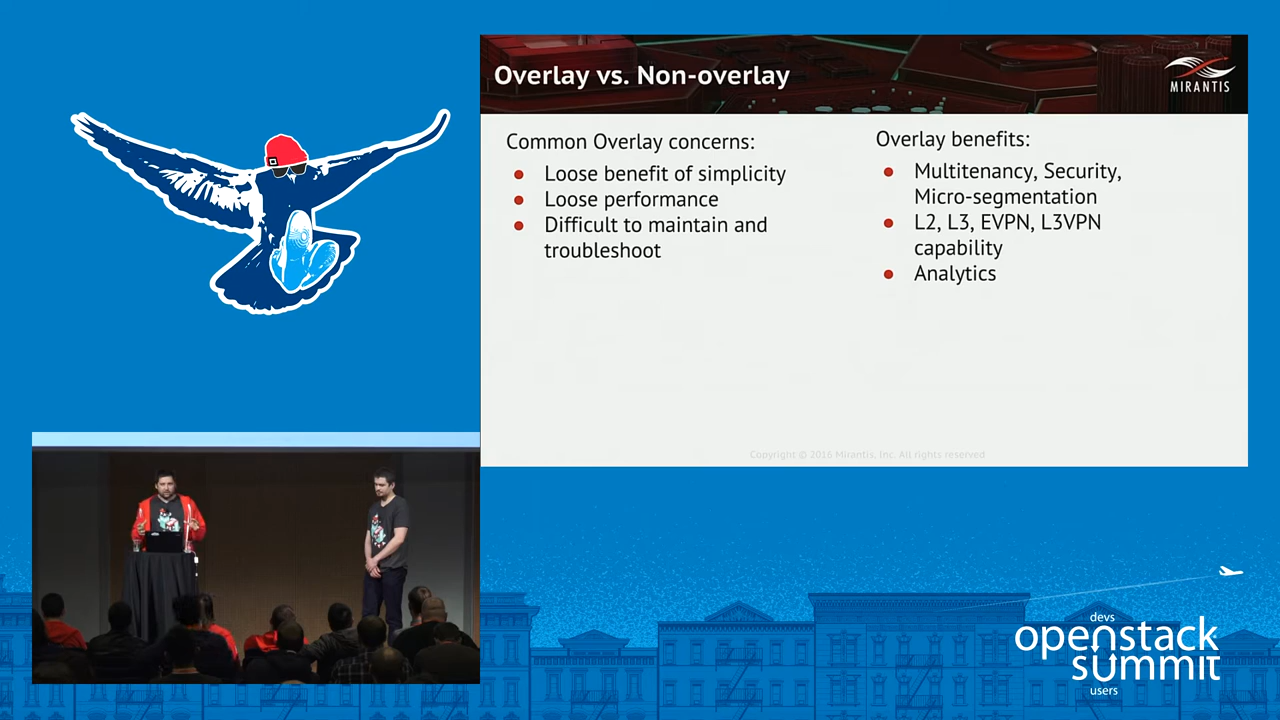 Overlay vs. Non-overlay
MIRANTIS
Common Overlay concerns:
Loose benefit of simplicity
Loose performance
Difficult to maintain and
troubleshoot
Overlay benefits:
Multitenancy, Security,
Micro-segmentation
L2, L3, EVPN, L3VPN
capability
Analytics
Copyright © 2016 Mirantis, Inc. All rights reserved
devs
openstack
summit
users